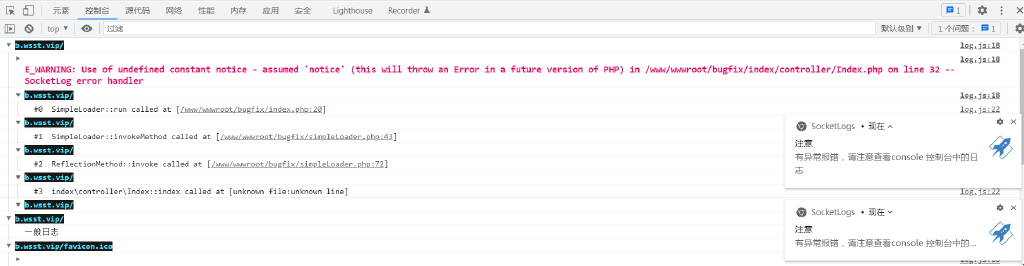 元素 控制台 源代码 网络 性能 内存 应用 安全 Lighthouse Recorder 1
top 过滤 默认级别 1 个问题： 1
b.wsst.vip/ log.js:18
log.js:18
E_WARNING: Use of undefined constant notice - assumed 'notice' (this will throw an Error in a future version of PHP) in /www/wwwroot/bugfix/index/controller/Index.php on line 32 --
SocketLog error handler
b.wsst.vip/ log.js:18
#0 SimpleLoader::run called at [/www/wwwroot/bugfix/index.php:20] log.js:22
b.wsst.vip/
#1 SimpleLoader::invokeMethod called at [/www/wwwroot/bugfix/simpleLoader.php:43]
b.wsst.vip/
#2 ReflectionMethod::invoke called at [/www/wwwroot/bugfix/simpleLoader.php:72]
b.wsst.vip/
#3 index\controller\Index::index called at [unknown file:unknown line] log.js:22
b.wsst.vip/
b.wsst.vip/
一般日志
b.wsst.vip/favicon.ico
SocketLogs • 现在
注意
有异常报错，请注意查看console 控制台中的日
志
SocketLogs • 现在
注意
有异常报错，请注意查看console 控制台中的...